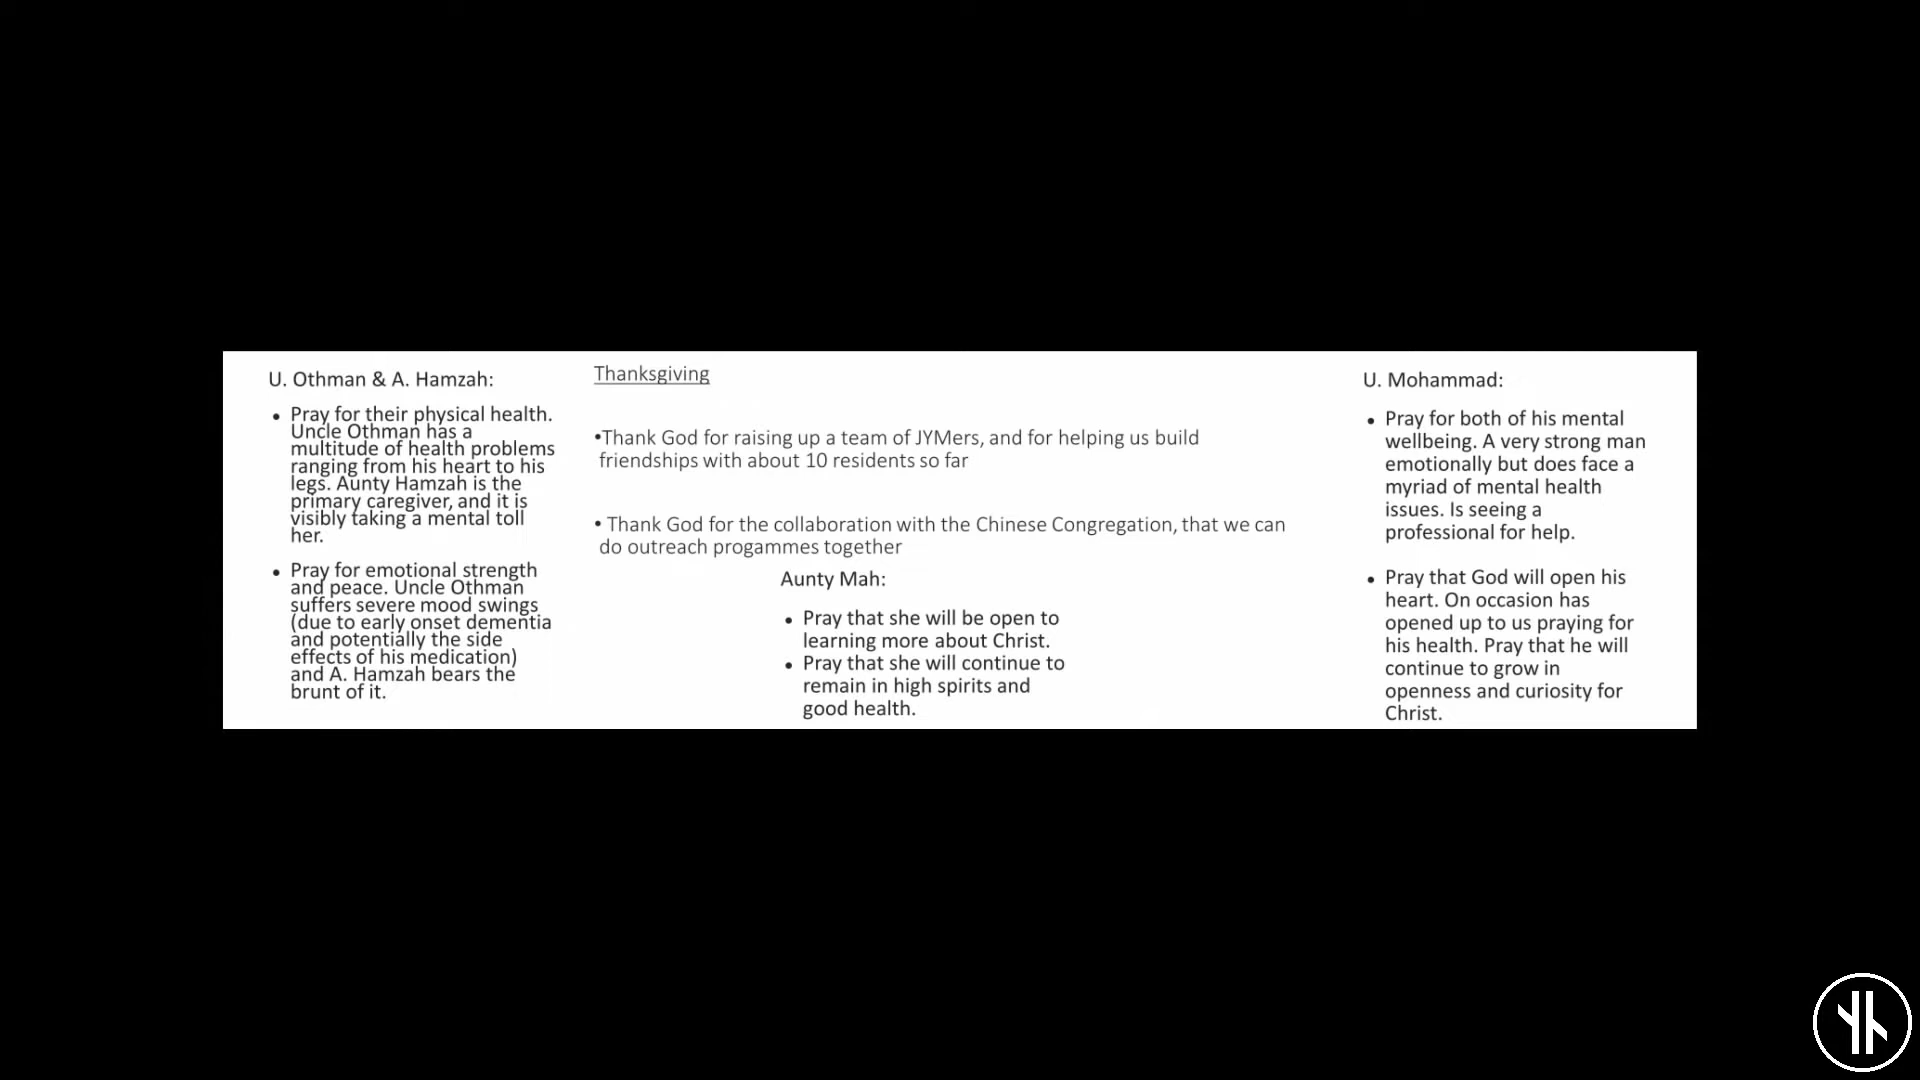 U. Othman & A. Hamzah:
• Pray for their physical health.
Uncle Othman has a
multitude of health problems
ranging from his heart to his
legs. Aunty Hamzah is the
primary caregiver, and it is
visibly taking a mental toll
her.
• Pray for emotional strength
and peace. Uncle Othman
suffers severe mood swings
(due to early onset dementia
and potentially the side
effects of his medication)
and A. Hamzah bears the
brunt of it.
Thanksgiving
•Thank God for raising up a team of JYMers, and for helping us build
friendships with about 10 residents so far
• Thank God for the collaboration with the Chinese Congregation, that we can
do outreach progammes together
Aunty Mah:
• Pray that she will be open to
learning more about Christ.
• Pray that she will continue to
remain in high spirits and
good health.
U. Mohammad:
• Pray for both of his mental
wellbeing. A very strong man
emotionally but does face a
myriad of mental health
issues. Is seeing a
professional for help.
• Pray that God will open his
heart. On occasion has
opened up to us praying for
his health. Pray that he will
continue to grow in
openness and curiosity for
Christ.